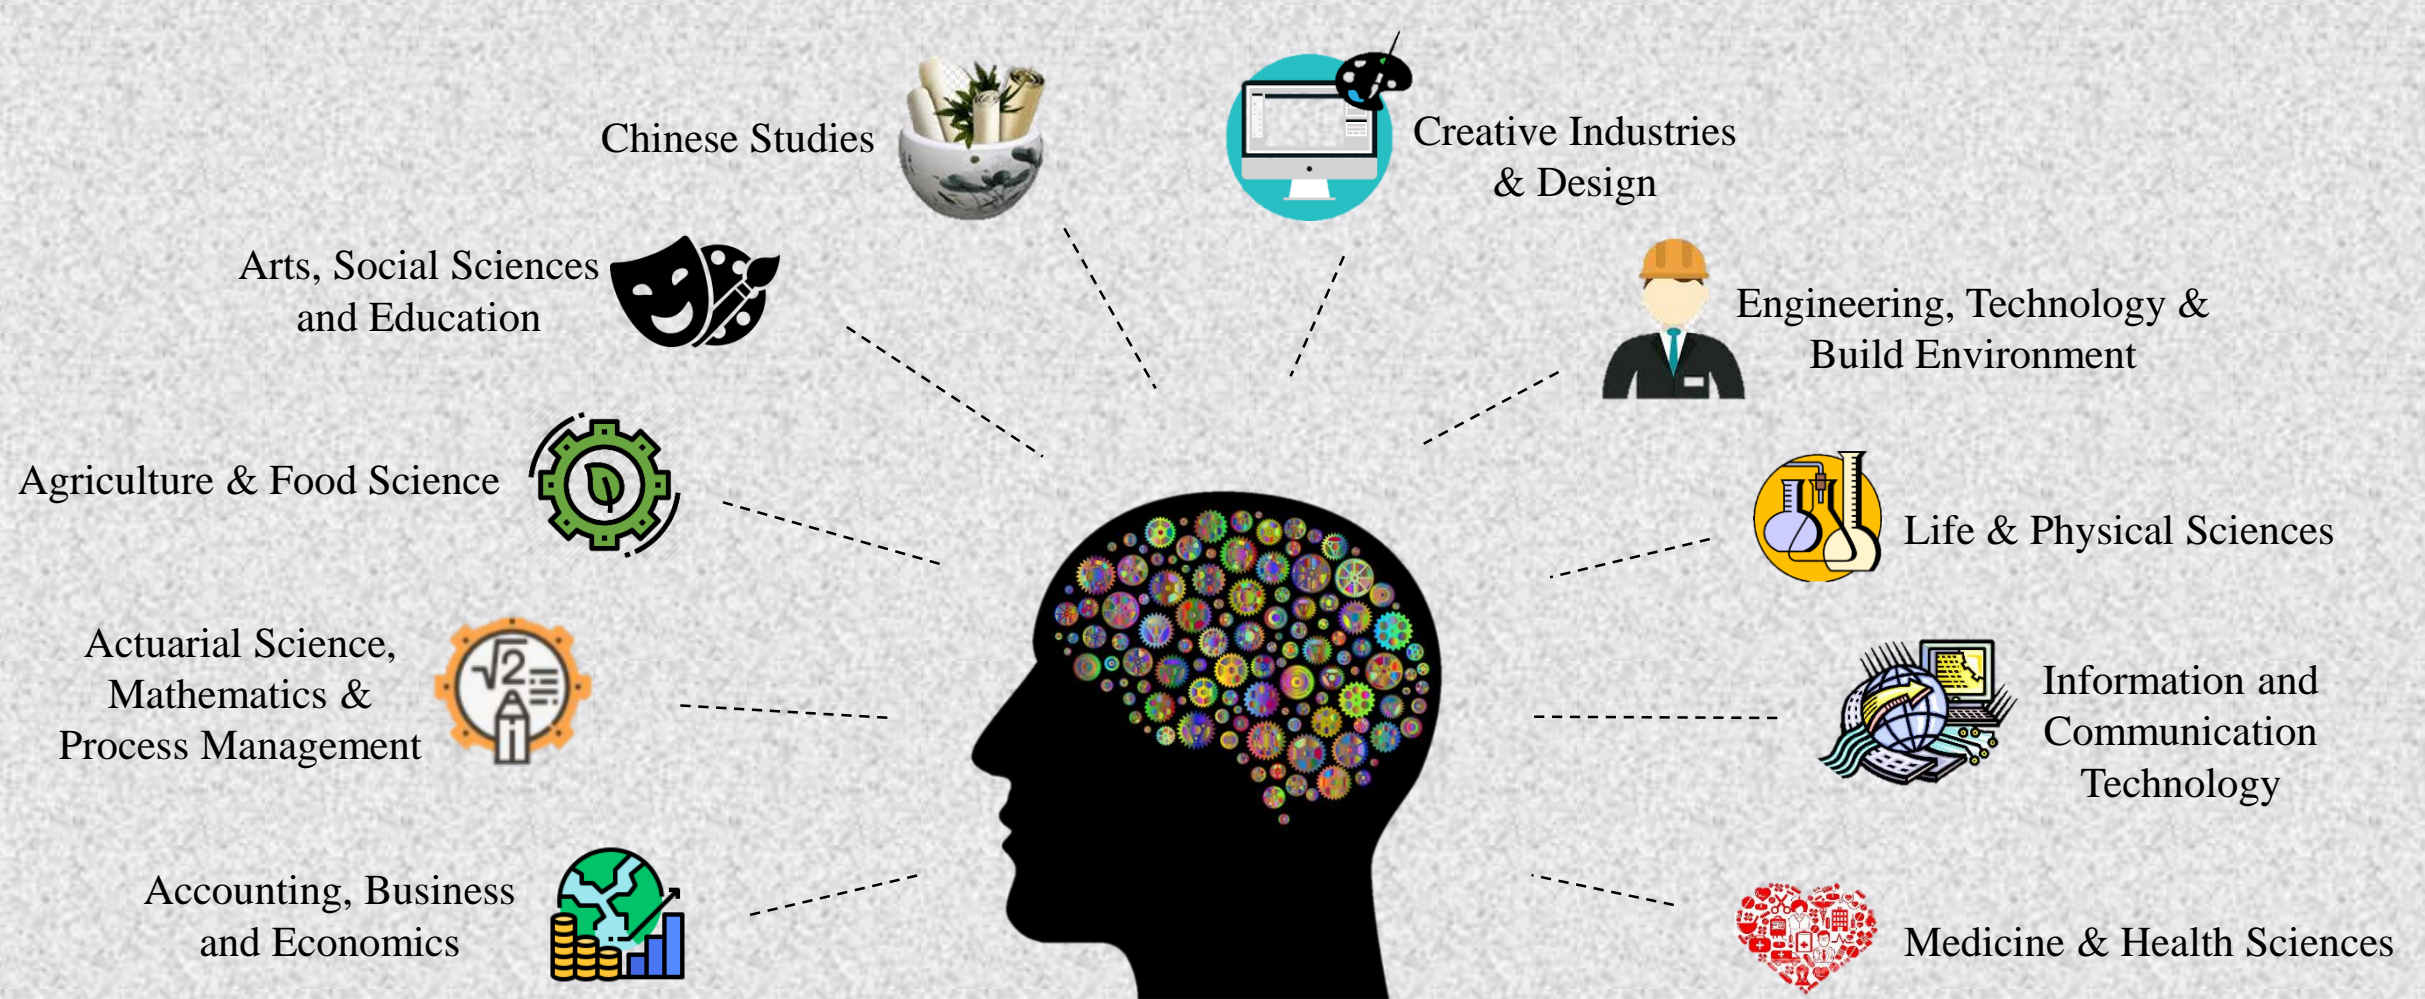 Chinese Studies
Creative Industries
& Design
Arts, Social Sciences
and Education
Engineering, Technology &
Build Environment
Agriculture & Food Science
Life & Physical Sciences
Actuarial Science,
Mathematics &
Process Management
Information and
Communication
Technology
Accounting, Business
and Economics
Medicine & Health Sciences
√2